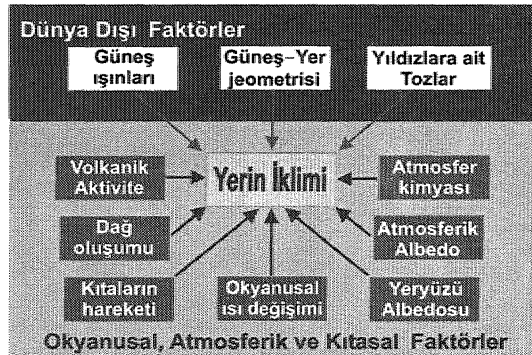 Dünya Dışı Faktörler
Güneş
ışınları
Güneş–Yer
jeometrisi
Yıldızlara ait
Tozlar
Volkanik
Aktivite
Yerin İklimi
Atmosfer
kimyası
Dağ
oluşumu
Atmosferik
Albedo
Kıtaların
hareketi
Okyanusal
ısı değişimi
Yeryüzü
Albedosu
Okyanusal, Atmosferik ve Kıtasal Faktörler